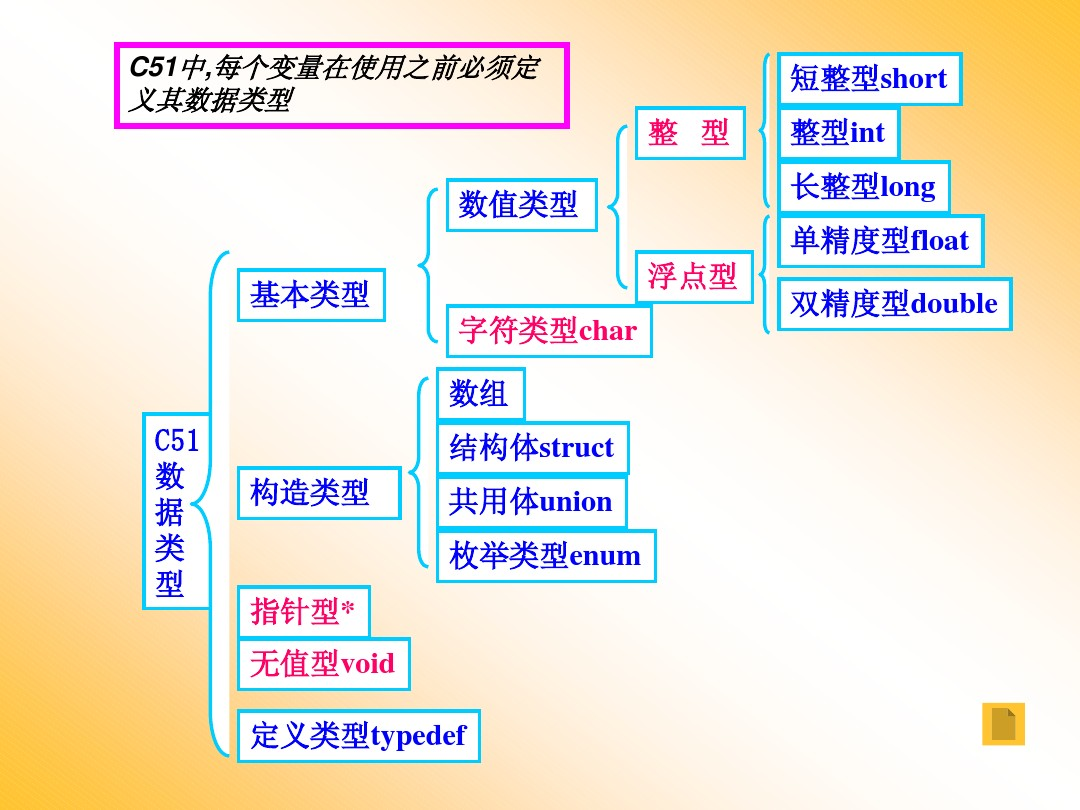 C51中,每个变量在使用之前必须定
义其数据类型
短整型short
整 型
整型int
长整型long
数值类型
单精度型float
浮点型
基本类型
双精度型double
字符类型char
数组
C51
数
据
类
型
结构体struct
构造类型
共用体union
枚举类型enum
指针型*
无值型void
定义类型typedef